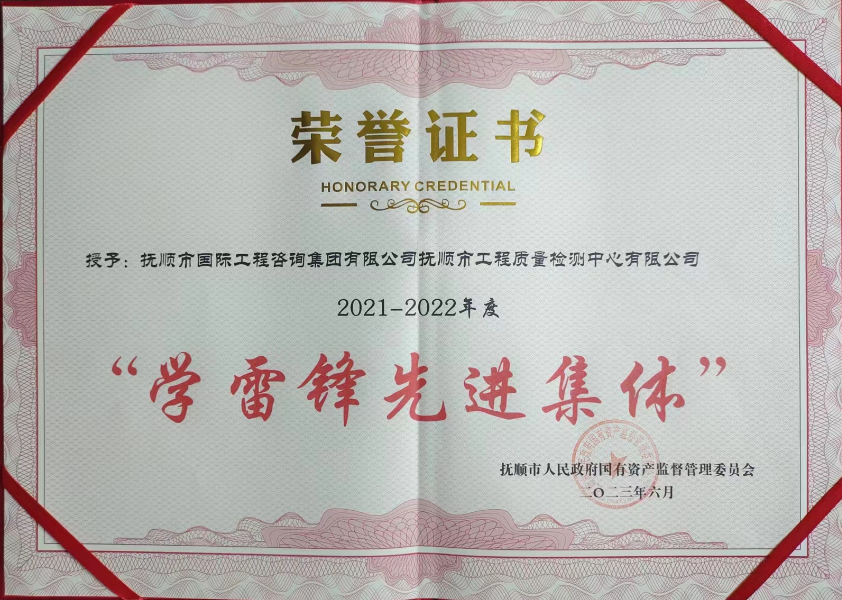 荣誉证书
HONORARY CREDENTIAL
授予：抚顺市国际工程咨询集团有限公司抚顺市工程质量检测中心有限公司
2021-2022年度
“学雷锋先进集体”
抚顺市人民政府国有资产监督管理委员会
二〇二三年六月